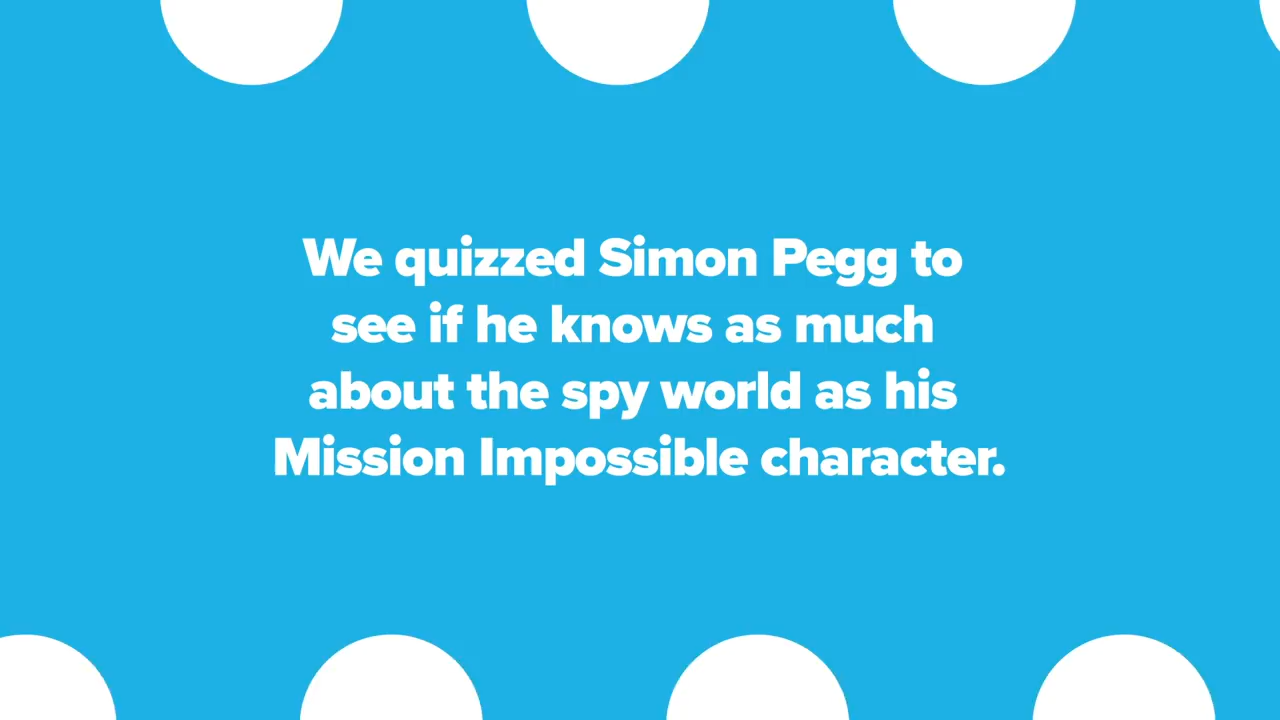 We quizzed Simon Pegg to
see if he knows as much
about the spy world as his
Mission Impossible character.